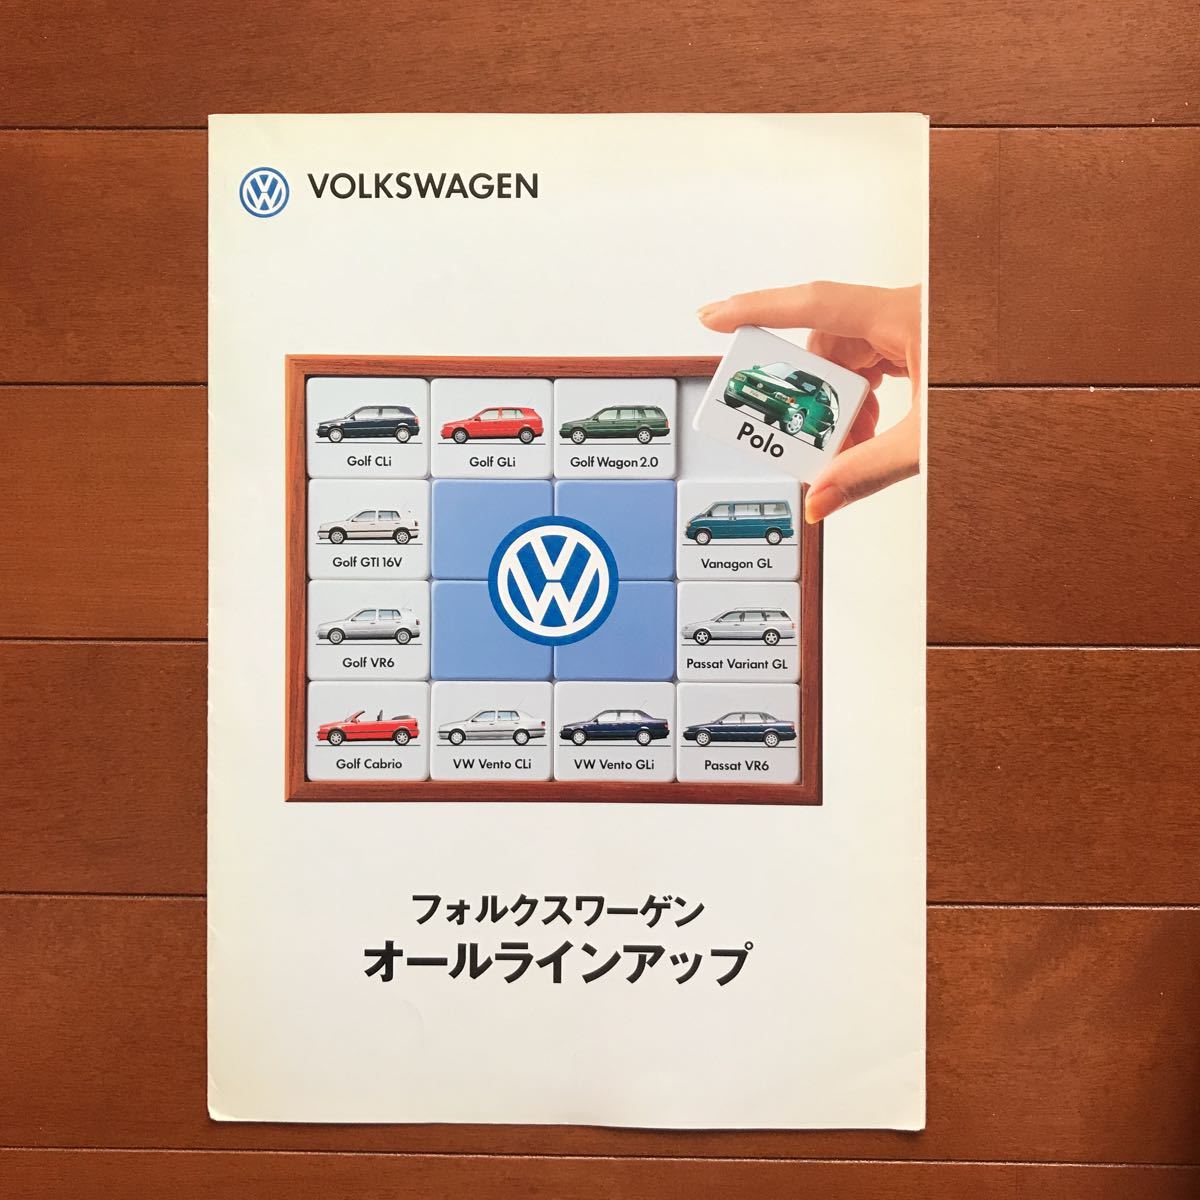 VOLKSWAGEN
Polo
Golf CLi
Golf GLi
Golf Wagon 2.0
Golf GTI 16V
Vanagon GL
Golf VR6
Passat Variant GL
Golf Cabrio
VW Vento CLi
VW Vento GLi
Passat VR6
フォルクスワーゲン
オールラインアップ